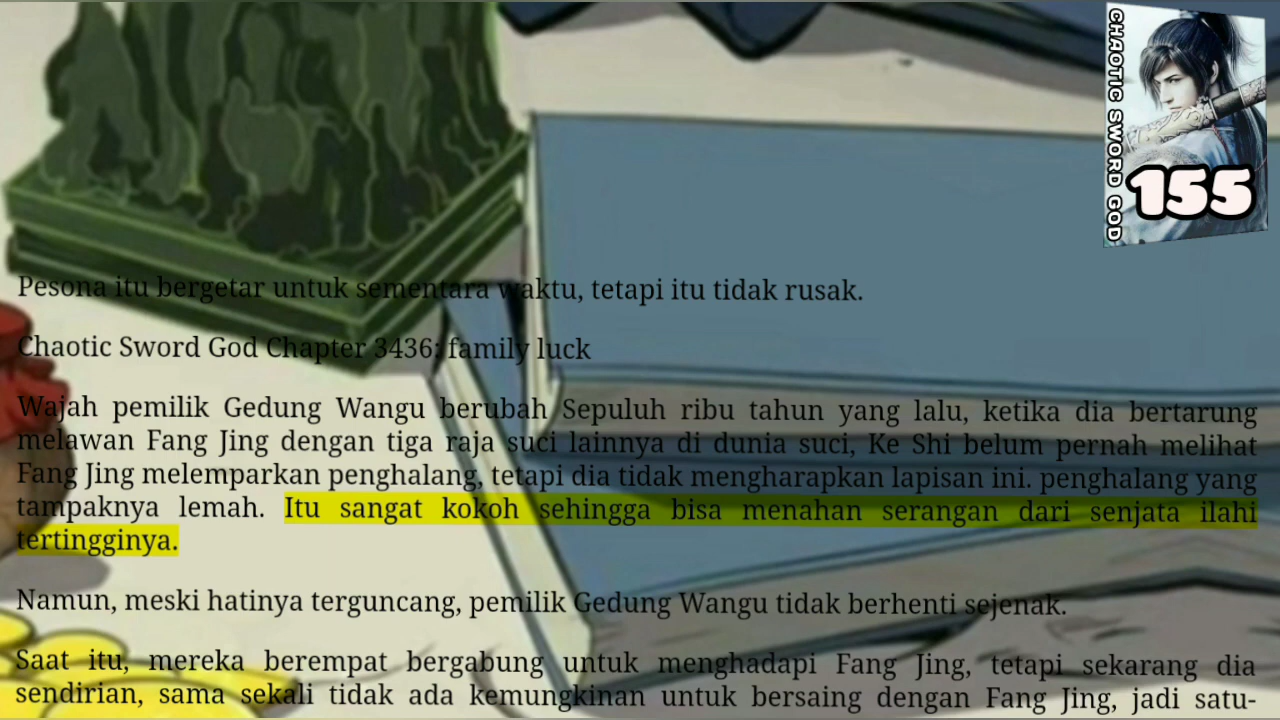 CHAOTIC SWORD GOD
155
Pesona itu bergetar untuk sementara waktu, tetapi itu tidak rusak.
Chaotic Sword God Chapter 3436: family luck
Wajah pemilik Gedung Wangu berubah Sepuluh ribu tahun yang lalu, ketika dia bertarung
melawan Fang Jing dengan tiga raja suci lainnya di dunia suci, Ke Shi belum pernah melihat
Fang Jing melemparkan penghalang, tetapi dia tidak mengharapkan lapisan ini. penghalang yang
tampaknya lemah. Itu sangat kokoh sehingga bisa menahan serangan dari senjata ilahi
tertingginya.
Namun, meski hatinya terguncang, pemilik Gedung Wangu tidak berhenti sejenak.
Saat itu, mereka berempat bergabung untuk menghadapi Fang Jing, tetapi sekarang dia
sendirian, sama sekali tidak ada kemungkinan untuk bersaing dengan Fang Jing, jadi satu-